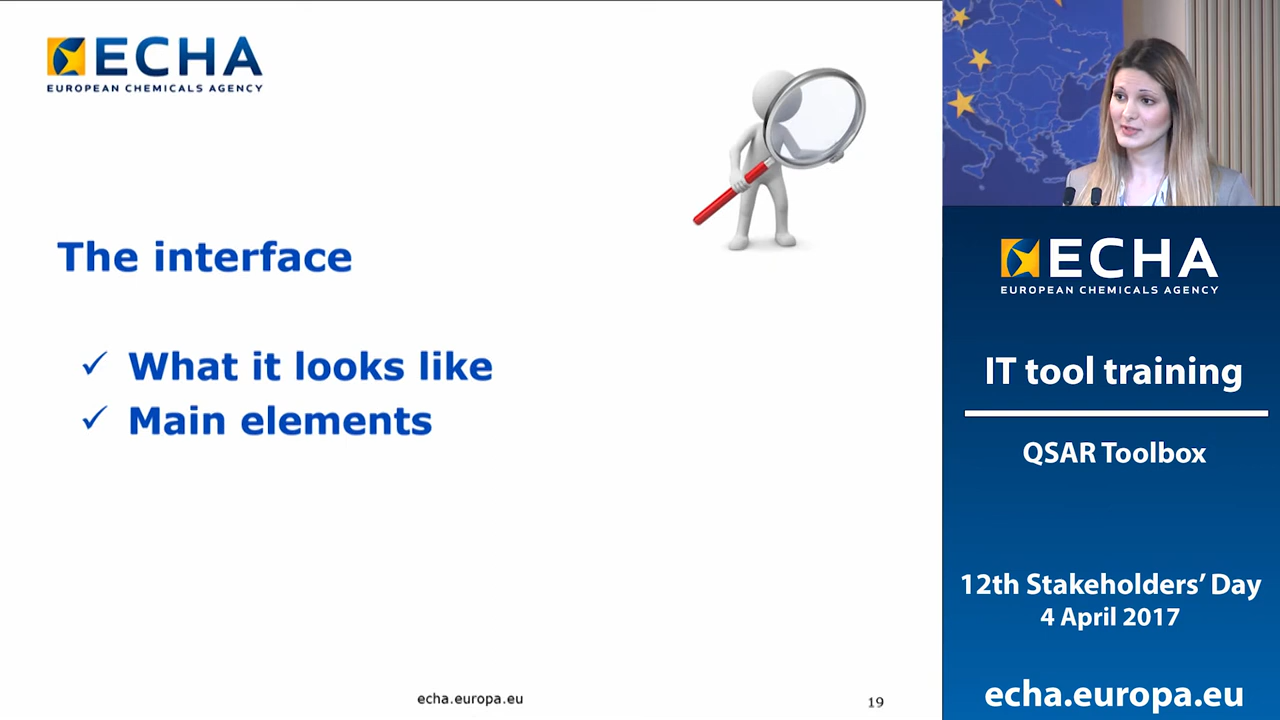 ECHA
EUROPEAN CHEMICALS AGENCY
The interface
✓ What it looks like
✓ Main elements
echa.europa.eu
19
ECHA
EUROPEAN CHEMICALS AGENCY
IT tool training
QSAR Toolbox
12th Stakeholders’ Day
4 April 2017
echa.europa.eu